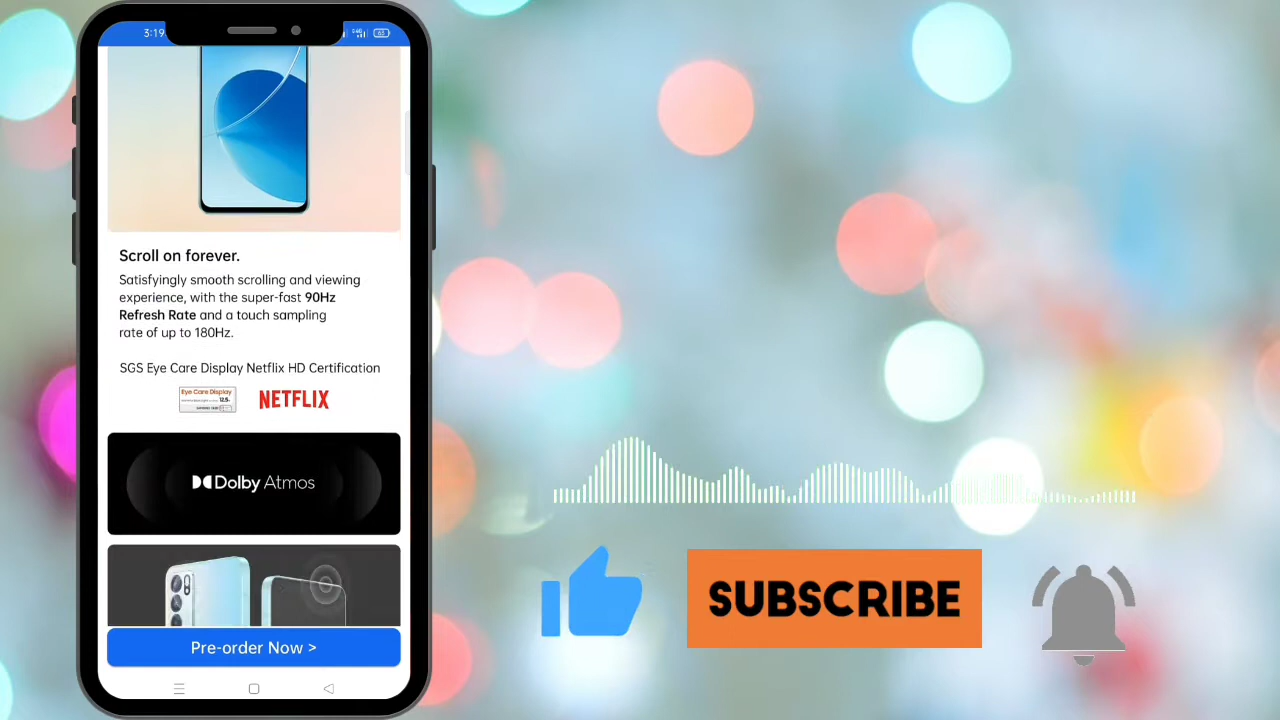 3:19
63
Scroll on forever.
Satisfyingly smooth scrolling and viewing
experience, with the super-fast 90Hz
Refresh Rate and a touch sampling
rate of up to 180Hz.
SGS Eye Care Display Netflix HD Certification
Eye Care Display
NETFLIX
Dolby Atmos
Pre-order Now >
SUBSCRIBE